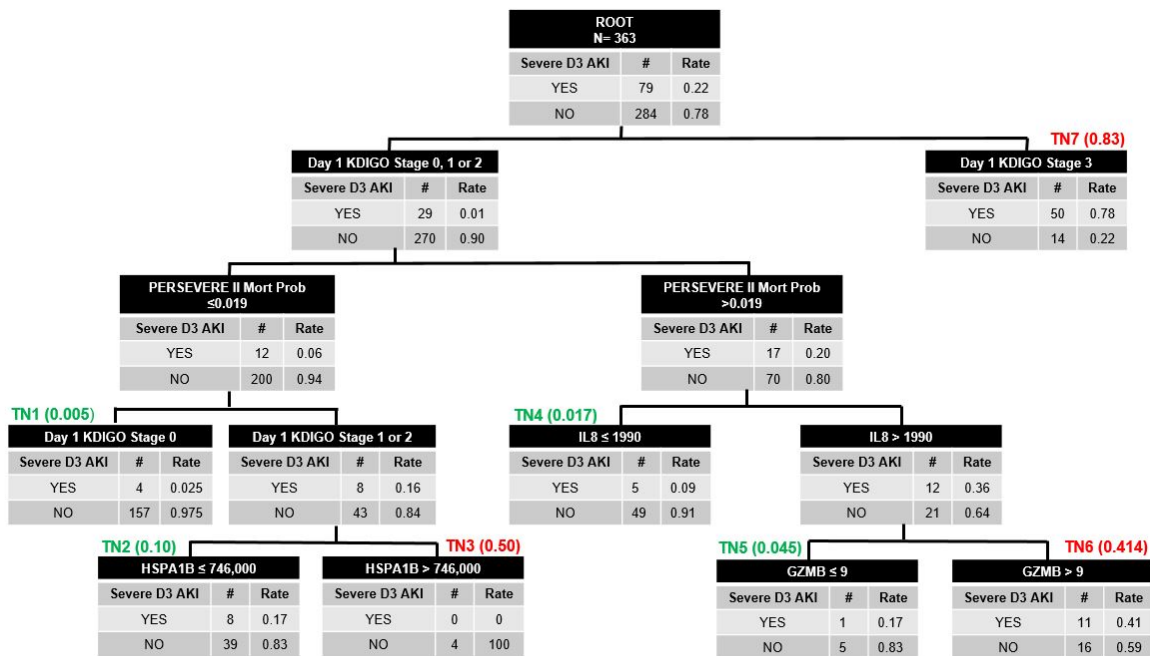 ROOT
N= 363
Severe D3 AKI # Rate
YES 79 0.22
NO 284 0.78
TN7 (0.83)
Day 1 KDIGO Stage 0, 1 or 2
Severe D3 AKI # Rate
YES 29 0.01
NO 270 0.90
Day 1 KDIGO Stage 3
Severe D3 AKI # Rate
YES 50 0.78
NO 14 0.22
PERSEVERE II Mort Prob
≤0.019
Severe D3 AKI # Rate
YES 12 0.06
NO 200 0.94
PERSEVERE II Mort Prob
>0.019
Severe D3 AKI # Rate
YES 17 0.20
NO 70 0.80
TN1 (0.005)
Day 1 KDIGO Stage 0
Severe D3 AKI # Rate
YES 4 0.025
NO 157 0.975
Day 1 KDIGO Stage 1 or 2
Severe D3 AKI # Rate
YES 8 0.16
NO 43 0.84
TN4 (0.017)
IL8 ≤ 1990
Severe D3 AKI # Rate
YES 5 0.09
NO 49 0.91
IL8 > 1990
Severe D3 AKI # Rate
YES 12 0.36
NO 21 0.64
TN2 (0.10)
HSPA1B ≤ 746,000
Severe D3 AKI # Rate
YES 8 0.17
NO 39 0.83
TN3 (0.50)
HSPA1B > 746,000
Severe D3 AKI # Rate
YES 0 0
NO 4 100
TN5 (0.045)
GZMB ≤ 9
Severe D3 AKI # Rate
YES 1 0.17
NO 5 0.83
TN6 (0.414)
GZMB > 9
Severe D3 AKI # Rate
YES 11 0.41
NO 16 0.59